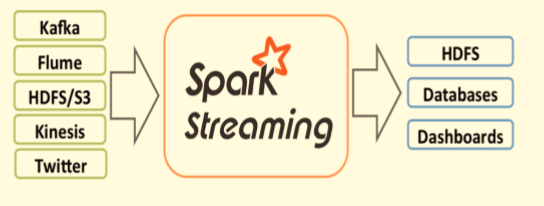 Kafka
Flume
HDFS/S3
Kinesis
Twitter
Spark
Streaming
HDFS
Databases
Dashboards